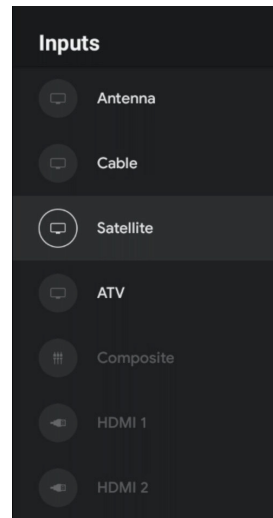 Inputs
Antenna
Cable
Satellite
ATV
Composite
HDMI 1
HDMI 2